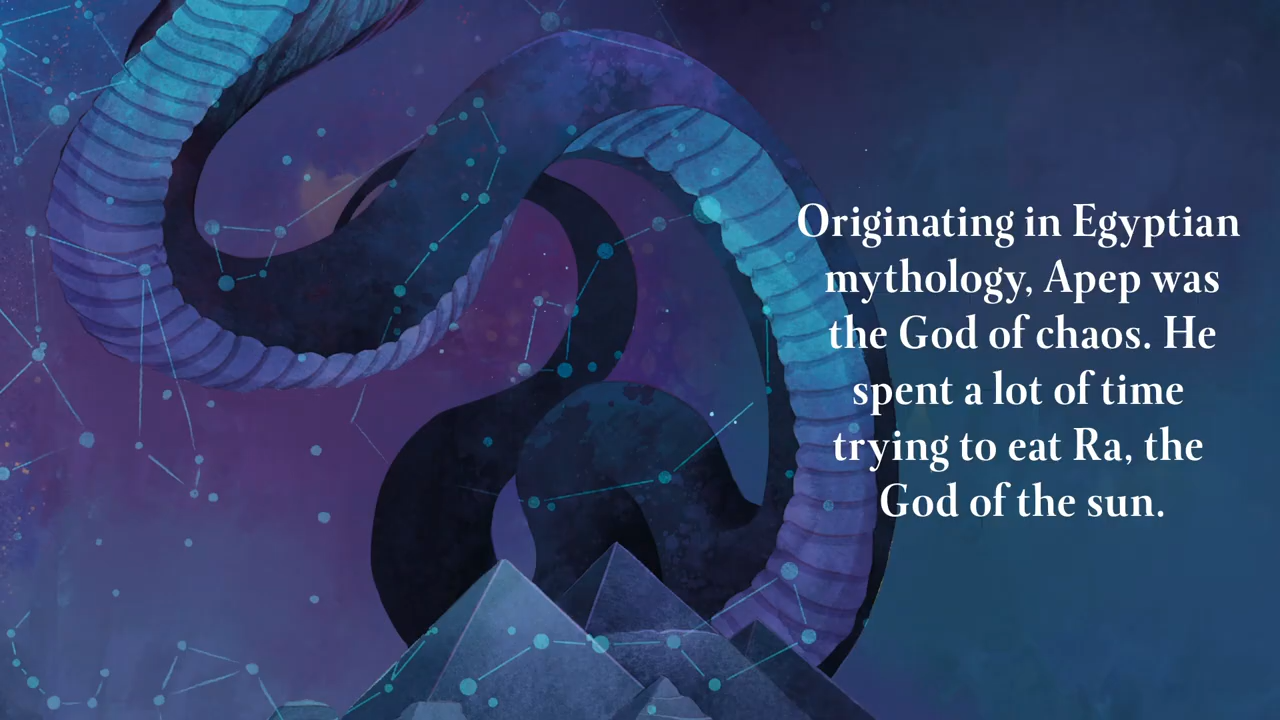 Originating in Egyptian
mythology, Apep was
the God of chaos. He
spent a lot of time
trying to eat Ra, the
God of the sun.